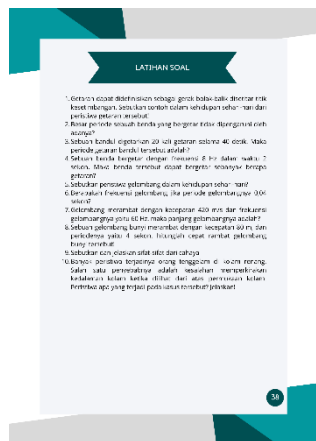 LATIHAN SOAL
1. Getaran dapat didefinisikan sebagai gerak bolak-balik disekitar titik
kesetimbangan. Sebutkan contoh dalam kehidupan sehari-hari dari
peristiwa getaran tersebut!
2. Besar periode sebuah benda yang bergetar tidak dipengaruhi oleh
adanya?
3. Sebuah bandul digetarkan 20 kali getaran selama 40 detik. Maka
periode getaran bandul tersebut adalah?
4. Sebuah benda bergetar dengan frekuensi 8 Hz dalam waktu 2
sekon. Maka benda tersebut dapat bergetar sebanyak berapa
getaran?
5. Sebutkan peristiwa gelombang dalam kehidupan sehari-hari?
6. Berapakah frekuensi gelombang jika periode gelombangnya 0,04
sekon?
7. Gelombang merambat dengan kecepatan 420 m/s dan frekuensi
gelombangnya yaitu 60 Hz, maka panjang gelombangnya adalah?
8. Sebuah gelombang bunyi merambat dengan kecepatan 80 m, dan
periodenya yaitu 4 sekon, hitunglah cepat rambat gelombang
bunyi tersebut!
9. Sebutkan dan jelaskan sifat-sifat dari cahaya
10. Banyak peristiwa terjadinya orang tenggelam di kolam renang.
Salah satu penyebabnya adalah kesalahan memperkirakan
kedalaman kolam ketika dilihat dari atas permukaan kolam.
Peristiwa apa yang terjadi pada kasus tersebut? jelaskan!
38